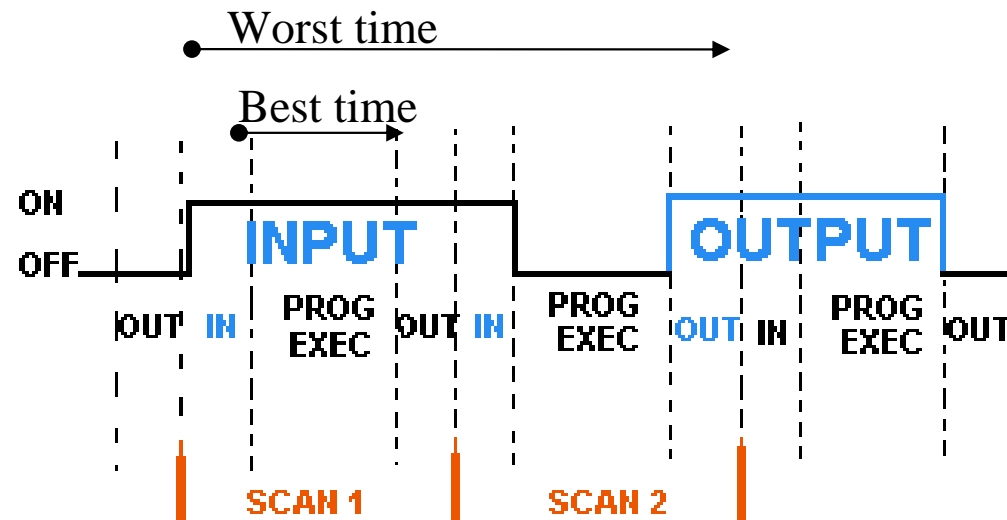 Worst time
Best time
ON
INPUT
OUTPUT
OFF
OUT IN PROG EXEC OUT IN PROG EXEC OUT IN PROG EXEC OUT
SCAN 1 SCAN 2